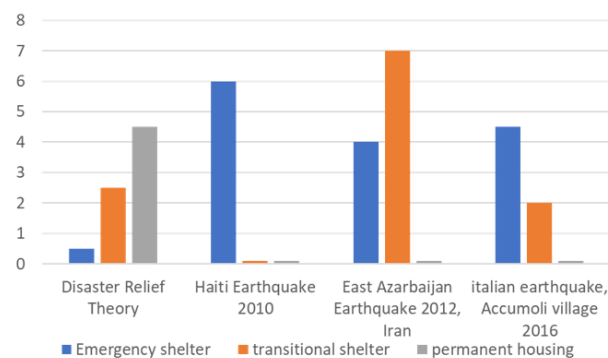 8
7
6
5
4
3
2
1
0
Disaster Relief
Theory
Haiti Earthquake
2010
East Azarbaijan
Earthquake 2012,
Iran
italian earthquake,
Accumoli village
2016
Emergency shelter
transitional shelter
permanent housing